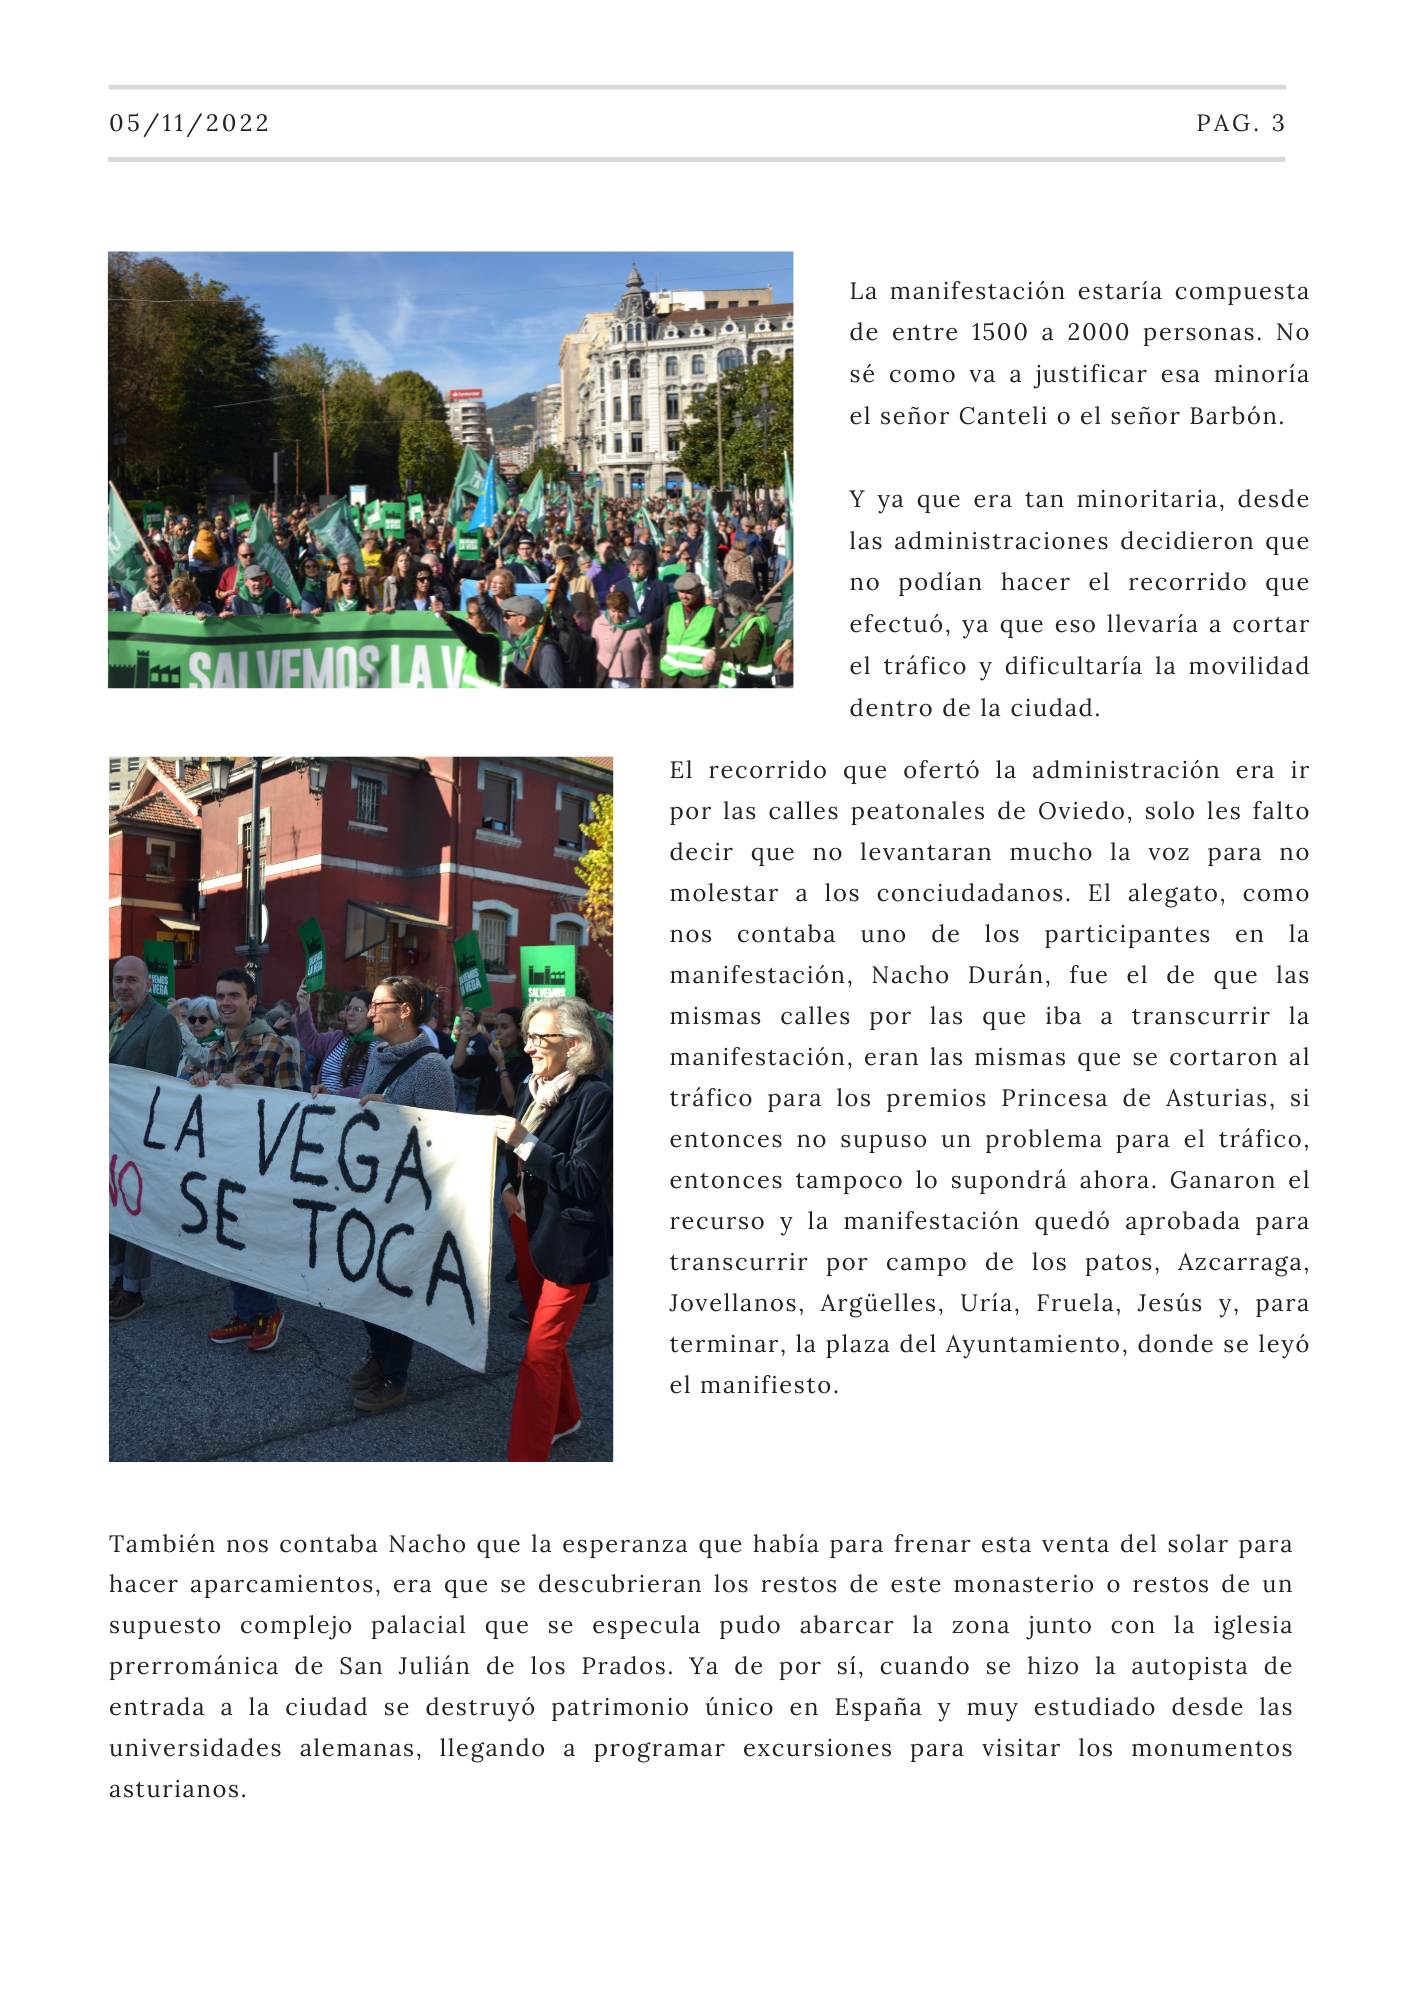 05/11/2022
PAG. 3
Santander
SALVEMOS LA V
La manifestación estaría compuesta
de entre 1500 a 2000 personas. No
sé como va a justificar esa minoría
el señor Canteli o el señor Barbón.
Y ya que era tan minoritaria, desde
las administraciones decidieron que
no podían hacer el recorrido que
efectuó, ya que eso llevaría a cortar
el tráfico y dificultaría la movilidad
dentro de la ciudad.
SALVEMOS
LA VEGA
LA VEGA
NO SE TOCA
El recorrido que ofertó la administración era ir
por las calles peatonales de Oviedo, solo les falto
decir que no levantaran mucho la voz para no
molestar a los conciudadanos. El alegato, como
nos contaba uno de los participantes en la
manifestación, Nacho Durán, fue el de que las
mismas calles por las que iba a transcurrir la
manifestación, eran las mismas que se cortaron al
tráfico para los premios Princesa de Asturias, si
entonces no supuso un problema para el tráfico,
entonces tampoco lo supondrá ahora. Ganaron el
recurso y la manifestación quedó aprobada para
transcurrir por campo de los patos, Azcarraga,
Jovellanos, Argüelles, Uría, Fruela, Jesús y, para
terminar, la plaza del Ayuntamiento, donde se leyó
el manifiesto.
También nos contaba Nacho que la esperanza que había para frenar esta venta del solar para
hacer aparcamientos, era que se descubrieran los restos de este monasterio o restos de un
supuesto complejo palacial que se especula pudo abarcar la zona junto con la iglesia
prerrománica de San Julián de los Prados. Ya de por sí, cuando se hizo la autopista de
entrada a la ciudad se destruyó patrimonio único en España y muy estudiado desde las
universidades alemanas, llegando a programar excursiones para visitar los monumentos
asturianos.